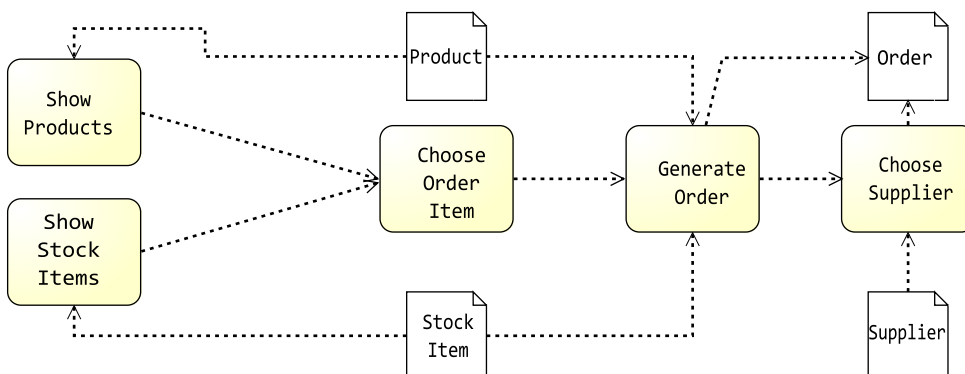 Product
Order
Show
Products
Choose
Order
Item
Generate
Order
Choose
Supplier
Show
Stock
Items
Stock
Item
Supplier